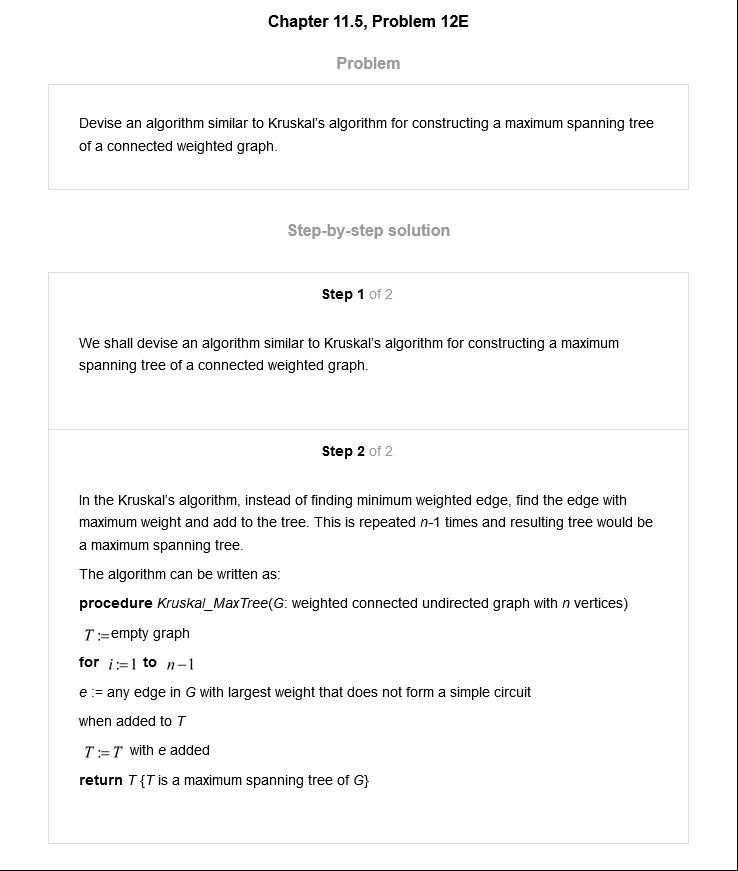 Chapter 11.5, Problem 12E
Problem
Devise an algorithm similar to Kruskal's algorithm for constructing a maximum spanning tree
of a connected weighted graph.
Step-by-step solution
Step 1 of 2
We shall devise an algorithm similar to Kruskal's algorithm for constructing a maximum
spanning tree of a connected weighted graph.
Step 2 of 2
In the Kruskal's algorithm, instead of finding minimum weighted edge, find the edge with
maximum weight and add to the tree. This is repeated n-1 times and resulting tree would be
a maximum spanning tree.
The algorithm can be written as:
procedure Kruskal_MaxTree(G: weighted connected undirected graph with n vertices)
T:=empty graph
for i:=1 to n−1
e := any edge in G with largest weight that does not form a simple circuit
when added to T
T:=T with e added
return T {T is a maximum spanning tree of G}